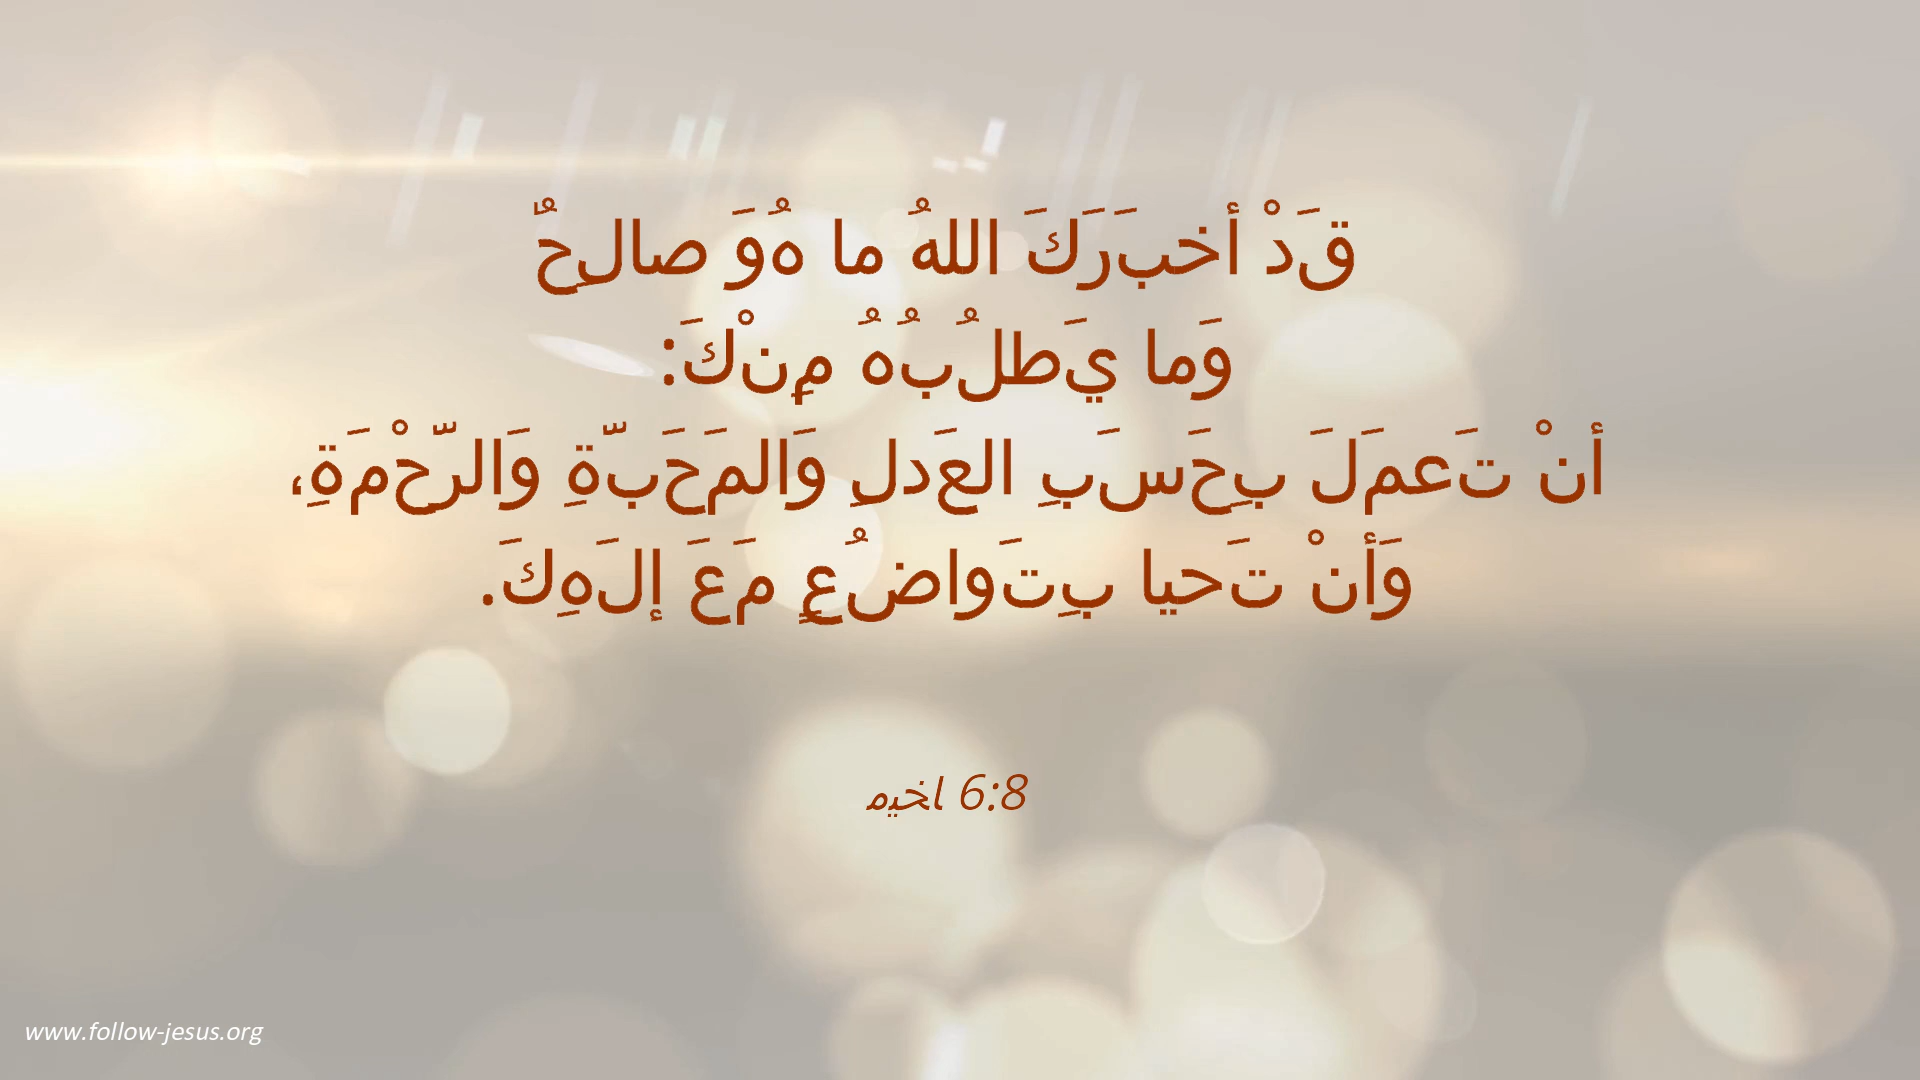 قَدْ أخبَرَكَ اللهُ ما هُوَ صالِحٌ
وَما يَطلُبُهُ مِنْكَ:
أنْ تَعمَلَ بِحَسَبِ العَدلِ وَالمَحَبَّةِ وَالرَّحْمَةِ،
وَأنْ تَحيا بِتَواضُعٍ مَعَ إلَهِكَ.
ميخا 6:8
www.follow-jesus.org